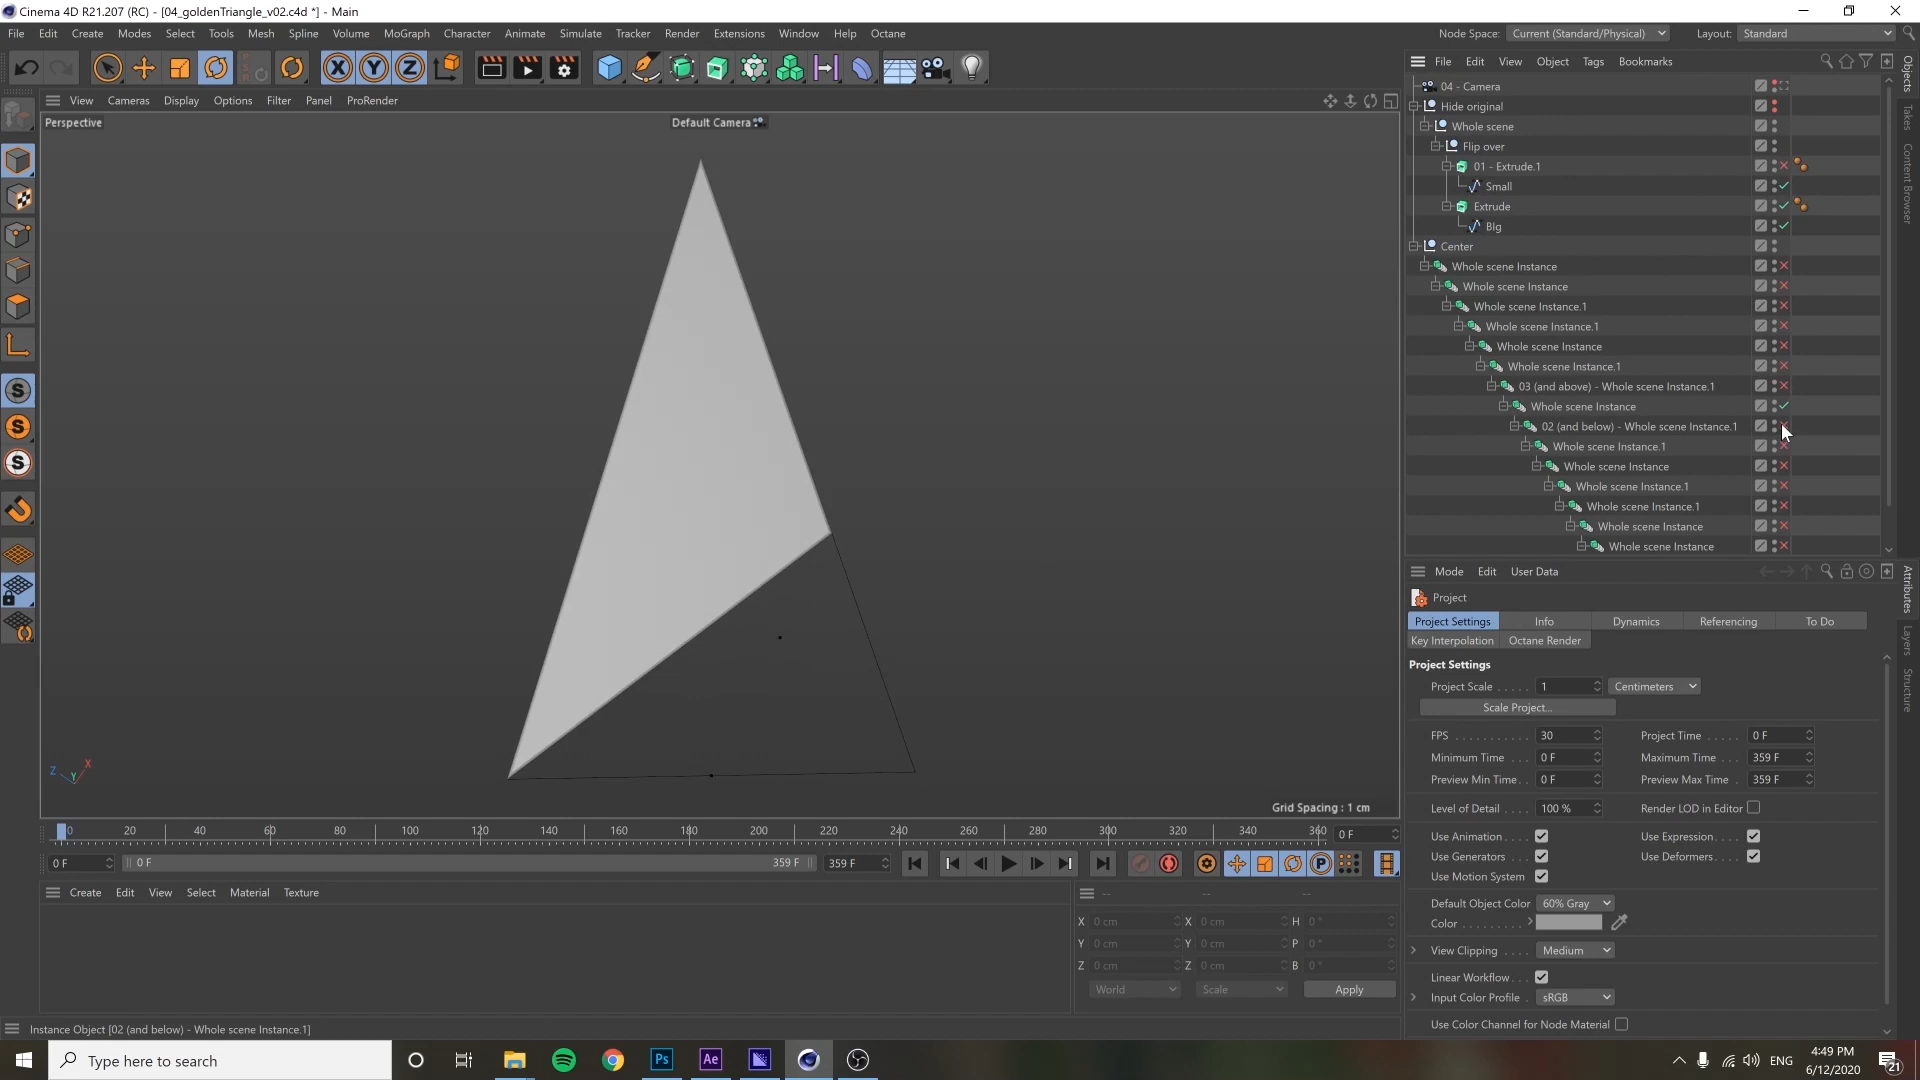 Cinema 4D R21.207 (RC) - [04_goldenTriangle_v02.c4d *] - Main
File Edit Create Modes Select Tools Mesh Spline Volume MoGraph Character Animate Simulate Tracker Render Extensions Window Help Octane
Node Space: Current (Standard/Physical) Layout: Standard
File Edit View Object Tags Bookmarks
View Cameras Display Options Filter Panel ProRender
Perspective
Default Camera
04 - Camera
Hide original
Whole scene
Flip over
01 - Extrude.1
Small
Extrude
BIg
Center
Whole scene Instance
Whole scene Instance
Whole scene Instance.1
Whole scene Instance.1
Whole scene Instance
Whole scene Instance.1
03 (and above) - Whole scene Instance.1
Whole scene Instance
02 (and below) - Whole scene Instance.1
Whole scene Instance.1
Whole scene Instance
Whole scene Instance.1
Whole scene Instance.1
Whole scene Instance
Whole scene Instance
Objects
Takes
Content Browser
Attributes
Layers
Structure
Mode Edit User Data
Project
Project Settings Info Dynamics Referencing To Do
Key Interpolation Octane Render
Project Settings
Project Scale . . . . . 1 Centimeters
Scale Project...
FPS . . . . . . . . . . . 30 Project Time . . . . . 0 F
Minimum Time . . . 0 F Maximum Time . . . 359 F
Preview Min Time . . 0 F Preview Max Time . 359 F
Level of Detail . . . . 100 % Render LOD in Editor
Use Animation . . . . Use Expression . . . .
Use Generators . . . Use Deformers . . . .
Use Motion System
Default Object Color 60% Gray
Color . . . . . . . . .
View Clipping . . . . Medium
Linear Workflow . . .
Input Color Profile . sRGB
Use Color Channel for Node Material
Z Y X
Grid Spacing : 1 cm
0 20 40 60 80 100 120 140 160 180 200 220 240 260 280 300 320 340 360 0 F
0 F 0 F 359 F 359 F
Create Edit View Select Material Texture
-- -- --
X 0 cm X 0 cm H 0 °
Y 0 cm Y 0 cm P 0 °
Z 0 cm Z 0 cm B 0 °
World Scale Apply
Instance Object [02 (and below) - Whole scene Instance.1]
Type here to search
Ps
Ae
ENG
4:49 PM
6/12/2020
21
X Y Z
PSR
S
S
S
P